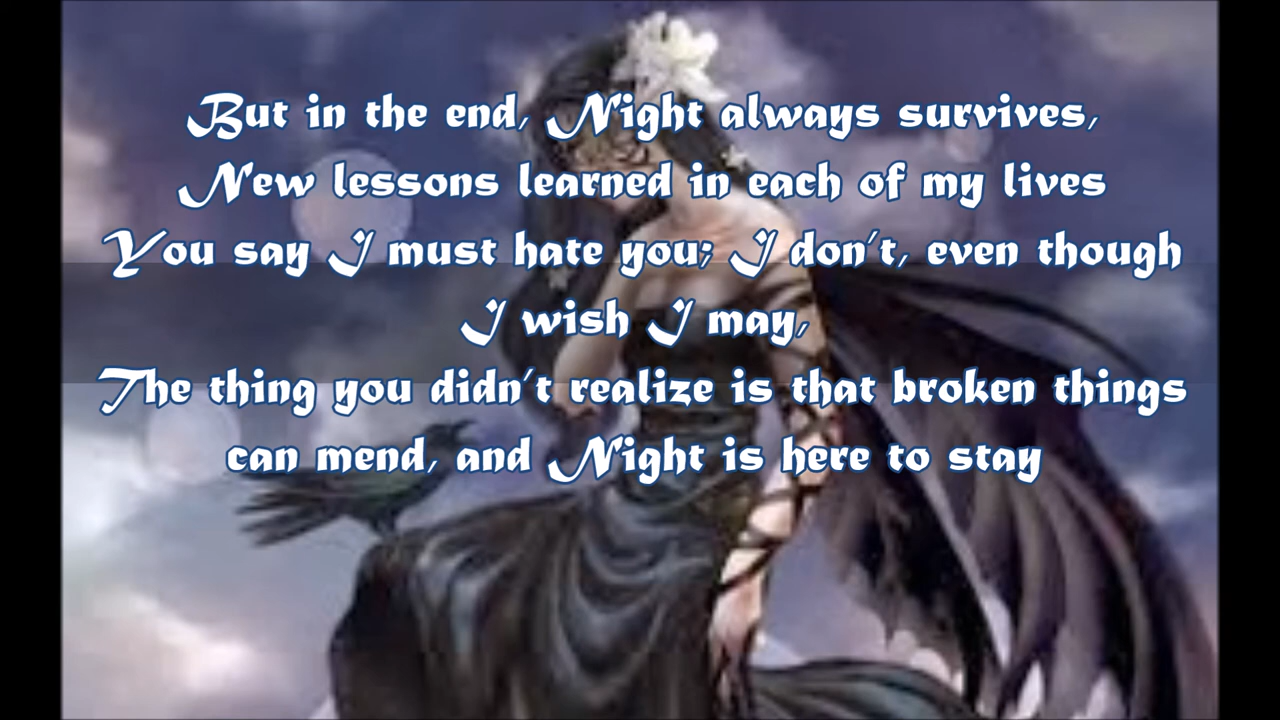 But in the end, Night always survives,
New lessons learned in each of my lives
You say I must hate you; I don't, even though
I wish I may,
The thing you didn't realize is that broken things
can mend, and Night is here to stay